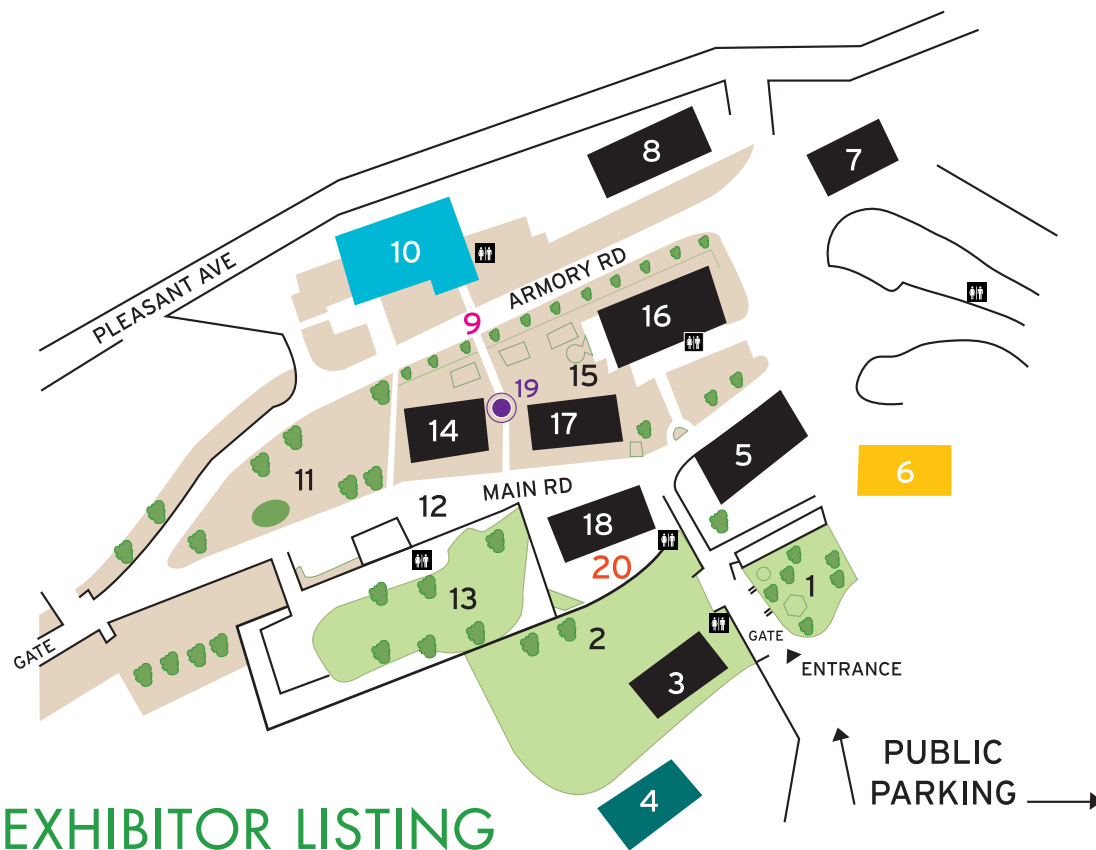 8
7
10
PLEASANT AVE
ARMORY RD
9
16
15
19
14
17
5
11
12
MAIN RD
6
18
20
13
1
2
GATE
GATE
ENTRANCE
3
PUBLIC
PARKING
4
EXHIBITOR LISTING